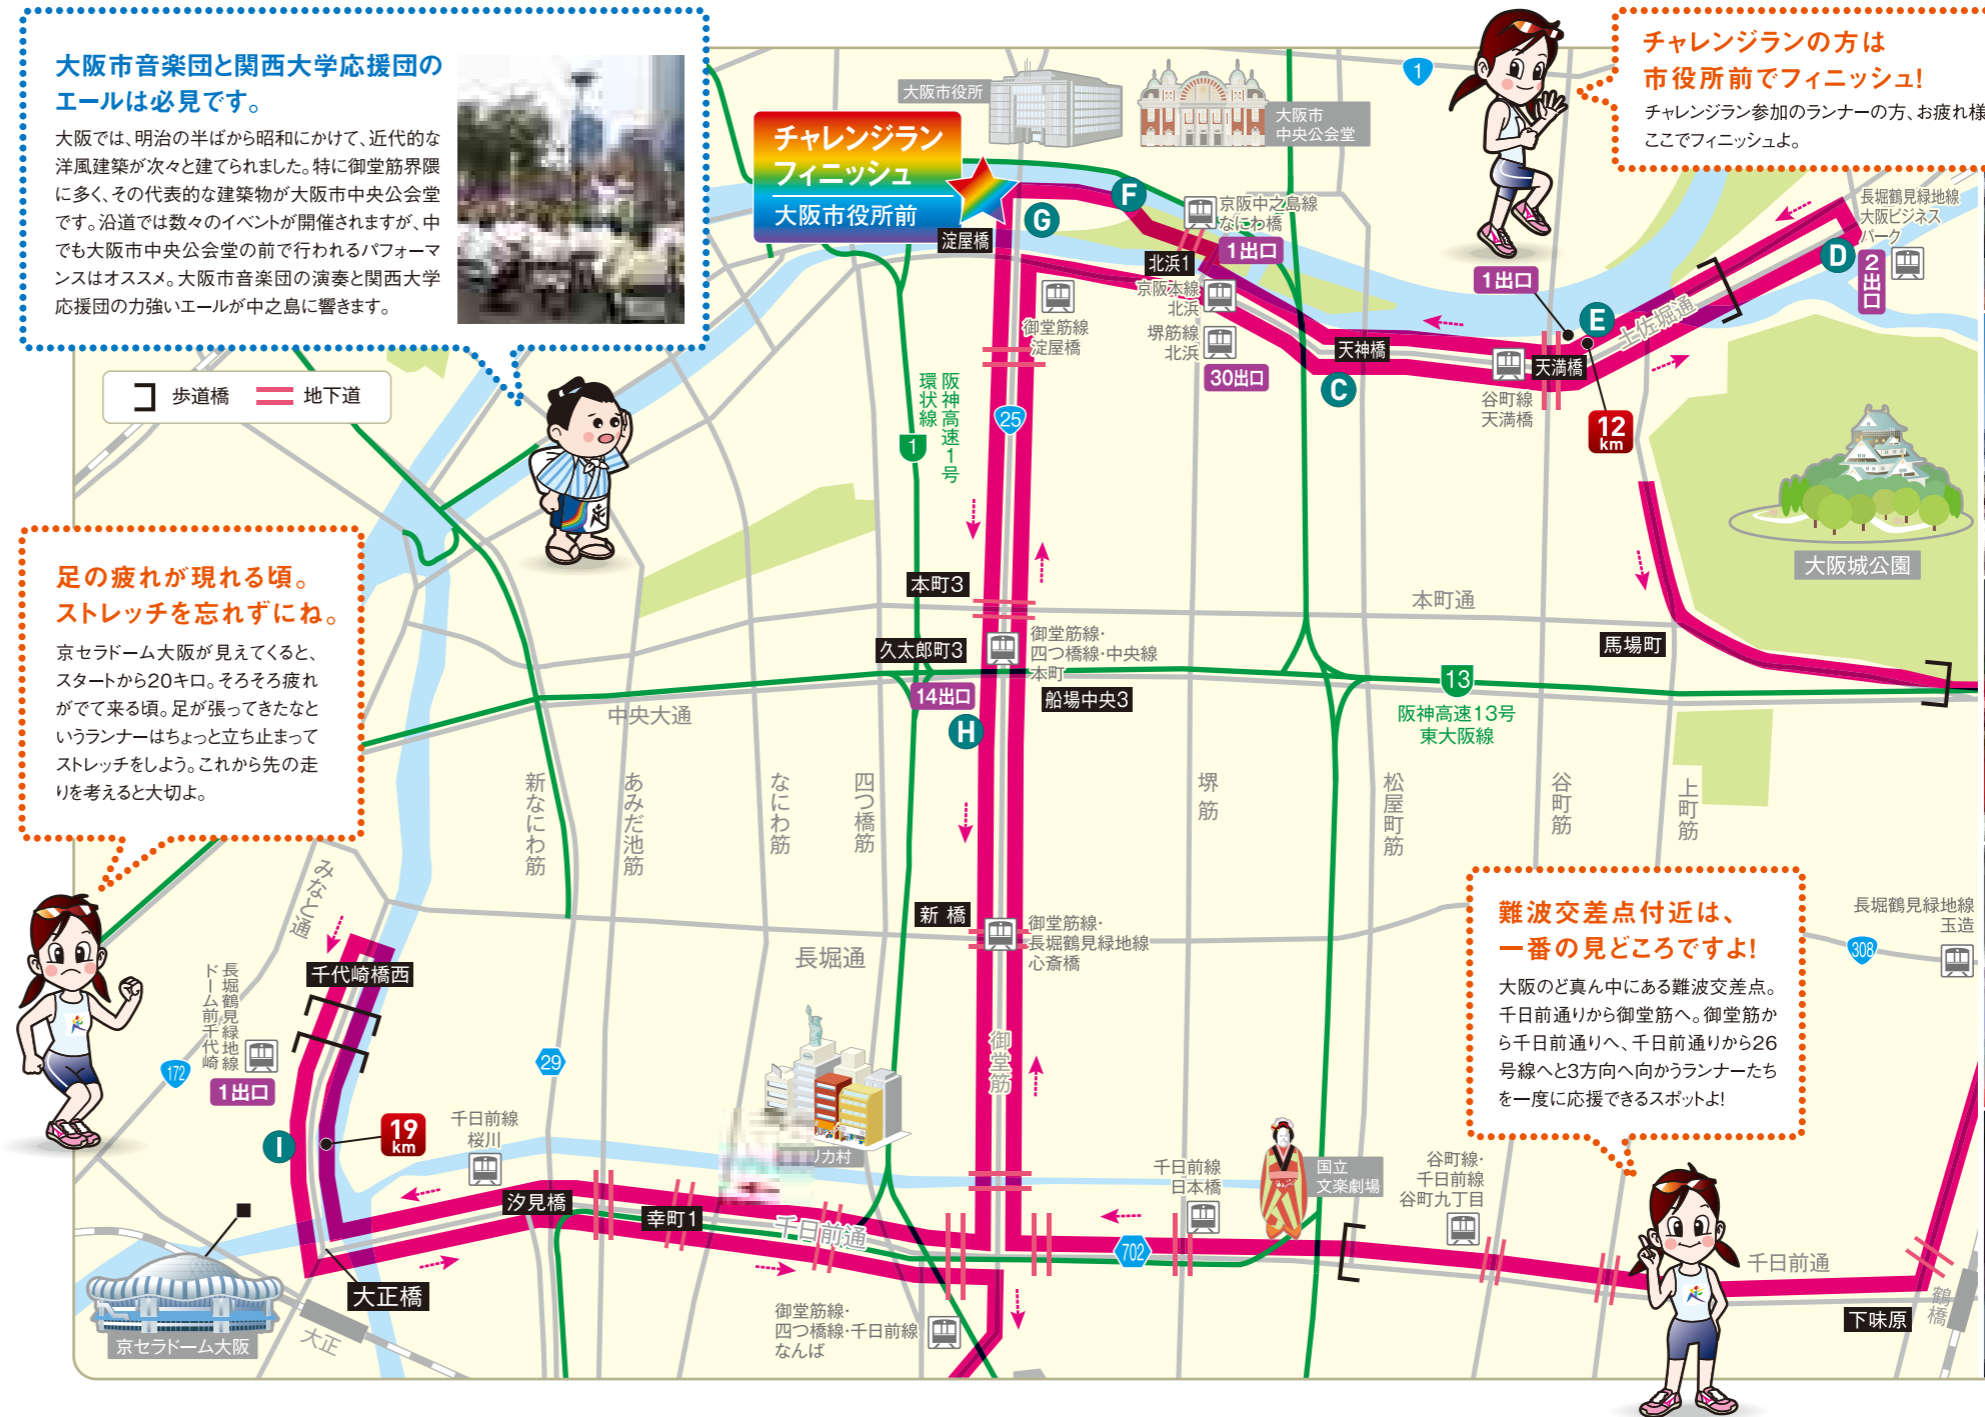 大阪市音楽団と関西大学応援団の
エールは必見です。
大阪では、明治の半ばから昭和にかけて、近代的な
洋風建築が次々と建てられました。特に御堂筋界隈
に多く、その代表的な建築物が大阪市中央公会堂
です。沿道では数々のイベントが開催されますが、中
でも大阪市中央公会堂の前で行われるパフォーマ
ンスはオススメ。大阪市音楽団の演奏と関西大学
応援団の力強いエールが中之島に響きます。
歩道橋
地下道
チャレンジラン
フィニッシュ
大阪市役所前
大阪市役所
大阪市
中央公会堂
1
チャレンジランの方は
市役所前でフィニッシュ!
チャレンジラン参加のランナーの方、お疲れ様
ここでフィニッシュよ。
淀屋橋
G
F
京阪中之島線
なにわ橋
1出口
北浜1
京阪本線
北浜
堺筋線
北浜
30出口
御堂筋線
淀屋橋
天神橋
C
1出口
E
天満橋
谷町線
天満橋
12
km
土佐堀通
長堀鶴見緑地線
大阪ビジネス
パーク
D
2出口
阪神高速1号
環状線
1
25
大阪城公園
足の疲れが現れる頃。
ストレッチを忘れずにね。
京セラドーム大阪が見えてくると、
スタートから20キロ。そろそろ疲れ
がでて来る頃。足が張ってきたなと
いうランナーはちょっと立ち止まって
ストレッチをしよう。これから先の走
りを考えると大切よ。
本町3
本町通
久太郎町3
御堂筋線・
四つ橋線・中央線
本町
14出口
船場中央3
H
馬場町
13
阪神高速13号
東大阪線
中央大通
新なにわ筋
あみだ池筋
なにわ筋
四つ橋筋
堺筋
松屋町筋
谷町筋
上町筋
みなと通
新橋
御堂筋線・
長堀鶴見緑地線
心斎橋
長堀通
千代崎橋西
長堀鶴見緑地線
ドーム前千代崎
1出口
172
29
御堂筋
難波交差点付近は、
一番の見どころですよ!
大阪のど真ん中にある難波交差点。
千日前通りから御堂筋へ。御堂筋か
ら千日前通りへ、千日前通りから26
号線へと3方向へ向かうランナーたち
を一度に応援できるスポットよ!
長堀鶴見緑地線
玉造
308
I
19
km
千日前線
桜川
リカ村
千日前線
日本橋
国立
文楽劇場
谷町線・
千日前線
谷町九丁目
汐見橋
幸町1
千日前通
702
千日前通
大正橋
京セラドーム大阪
大正
御堂筋線・
四つ橋線・千日前線
なんば
下味原
鶴橋